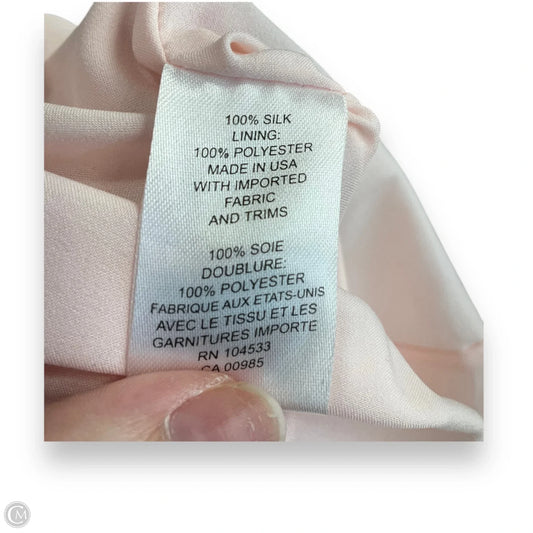 100% SILK
LINING:
100% POLYESTER
MADE IN USA
WITH IMPORTED
FABRIC
AND TRIMS
100% SOIE
DOUBLURE:
100% POLYESTER
FABRIQUE AUX ETATS-UNIS
AVEC LE TISSU ET LES
GARNITURES IMPORTE
RN 104533
CA 00985
CM